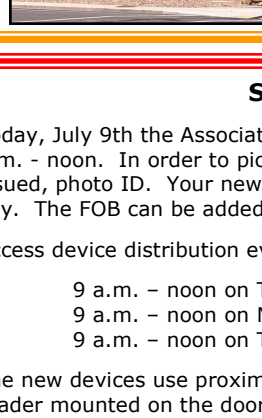 S
oday, July 9th the Associat
m. - noon. In order to pic
sued, photo ID. Your new
y. The FOB can be added
ccess device distribution ev
9 a.m. – noon on T
9 a.m. – noon on M
9 a.m. – noon on T
he new devices use proxim
ader mounted on the door